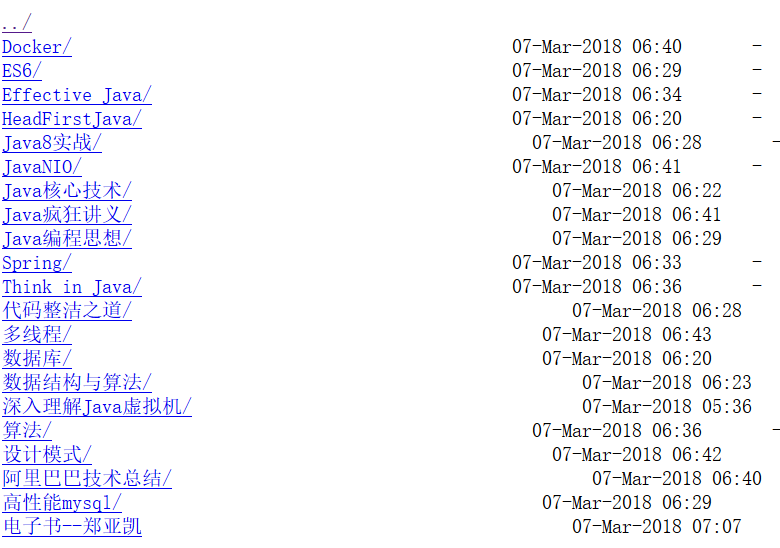 ../
Docker/ 07-Mar-2018 06:40 -
ES6/ 07-Mar-2018 06:29 -
Effective Java/ 07-Mar-2018 06:34 -
HeadFirstJava/ 07-Mar-2018 06:20 -
Java8实战/ 07-Mar-2018 06:28 -
JavaNIO/ 07-Mar-2018 06:41 -
Java核心技术/ 07-Mar-2018 06:22
Java疯狂讲义/ 07-Mar-2018 06:41
Java编程思想/ 07-Mar-2018 06:29
Spring/ 07-Mar-2018 06:33 -
Think in Java/ 07-Mar-2018 06:36 -
代码整洁之道/ 07-Mar-2018 06:28
多线程/ 07-Mar-2018 06:43
数据库/ 07-Mar-2018 06:20
数据结构与算法/ 07-Mar-2018 06:23
深入理解Java虚拟机/ 07-Mar-2018 05:36
算法/ 07-Mar-2018 06:36 -
设计模式/ 07-Mar-2018 06:42
阿里巴巴技术总结/ 07-Mar-2018 06:40
高性能mysql/ 07-Mar-2018 06:29
电子书--郑亚凯 07-Mar-2018 07:07